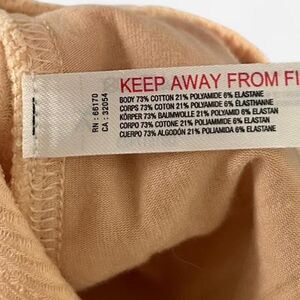 KEEP AWAY FROM FI
BODY 73% COTTON 21% POLYAMIDE 6% ELASTANE
CORPS 73% COTON 21% POLYAMIDE 6% ÉLASTHANNE
KÖRPER 73% BAUMWOLLE 21% POLYAMID 6% ELASTAN
CORPO 73% COTONE 21% POLIAMMIDE 6% ELASTAN
CUERPO 73% ALGODÓN 21% POLIAMIDA 6% ELASTANE
RN : 66170
CA : 32054